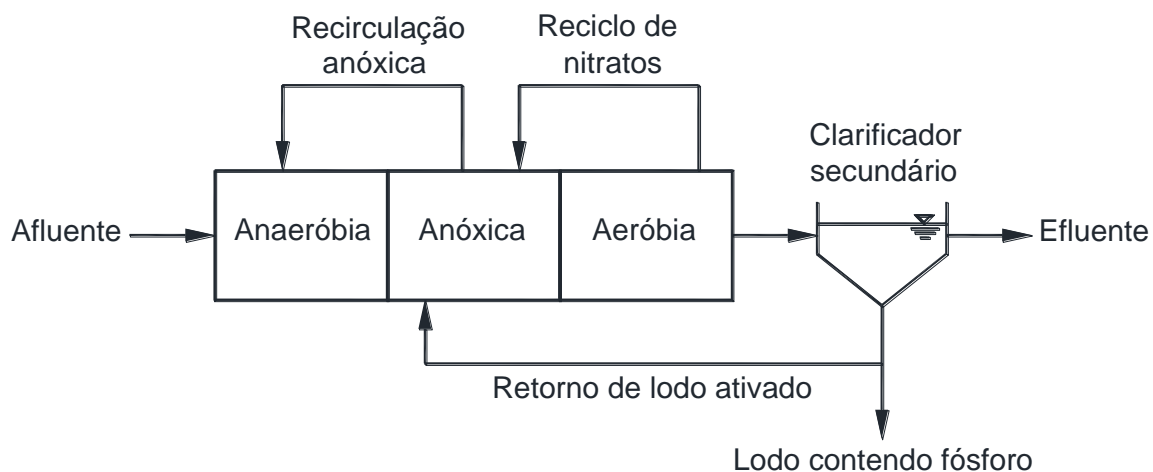 Recirculação
anóxica
Reciclo de
nitratos
Clarificador
secundário
Afluente
Anaeróbia
Anóxica
Aeróbia
Efluente
Retorno de lodo ativado
Lodo contendo fósforo